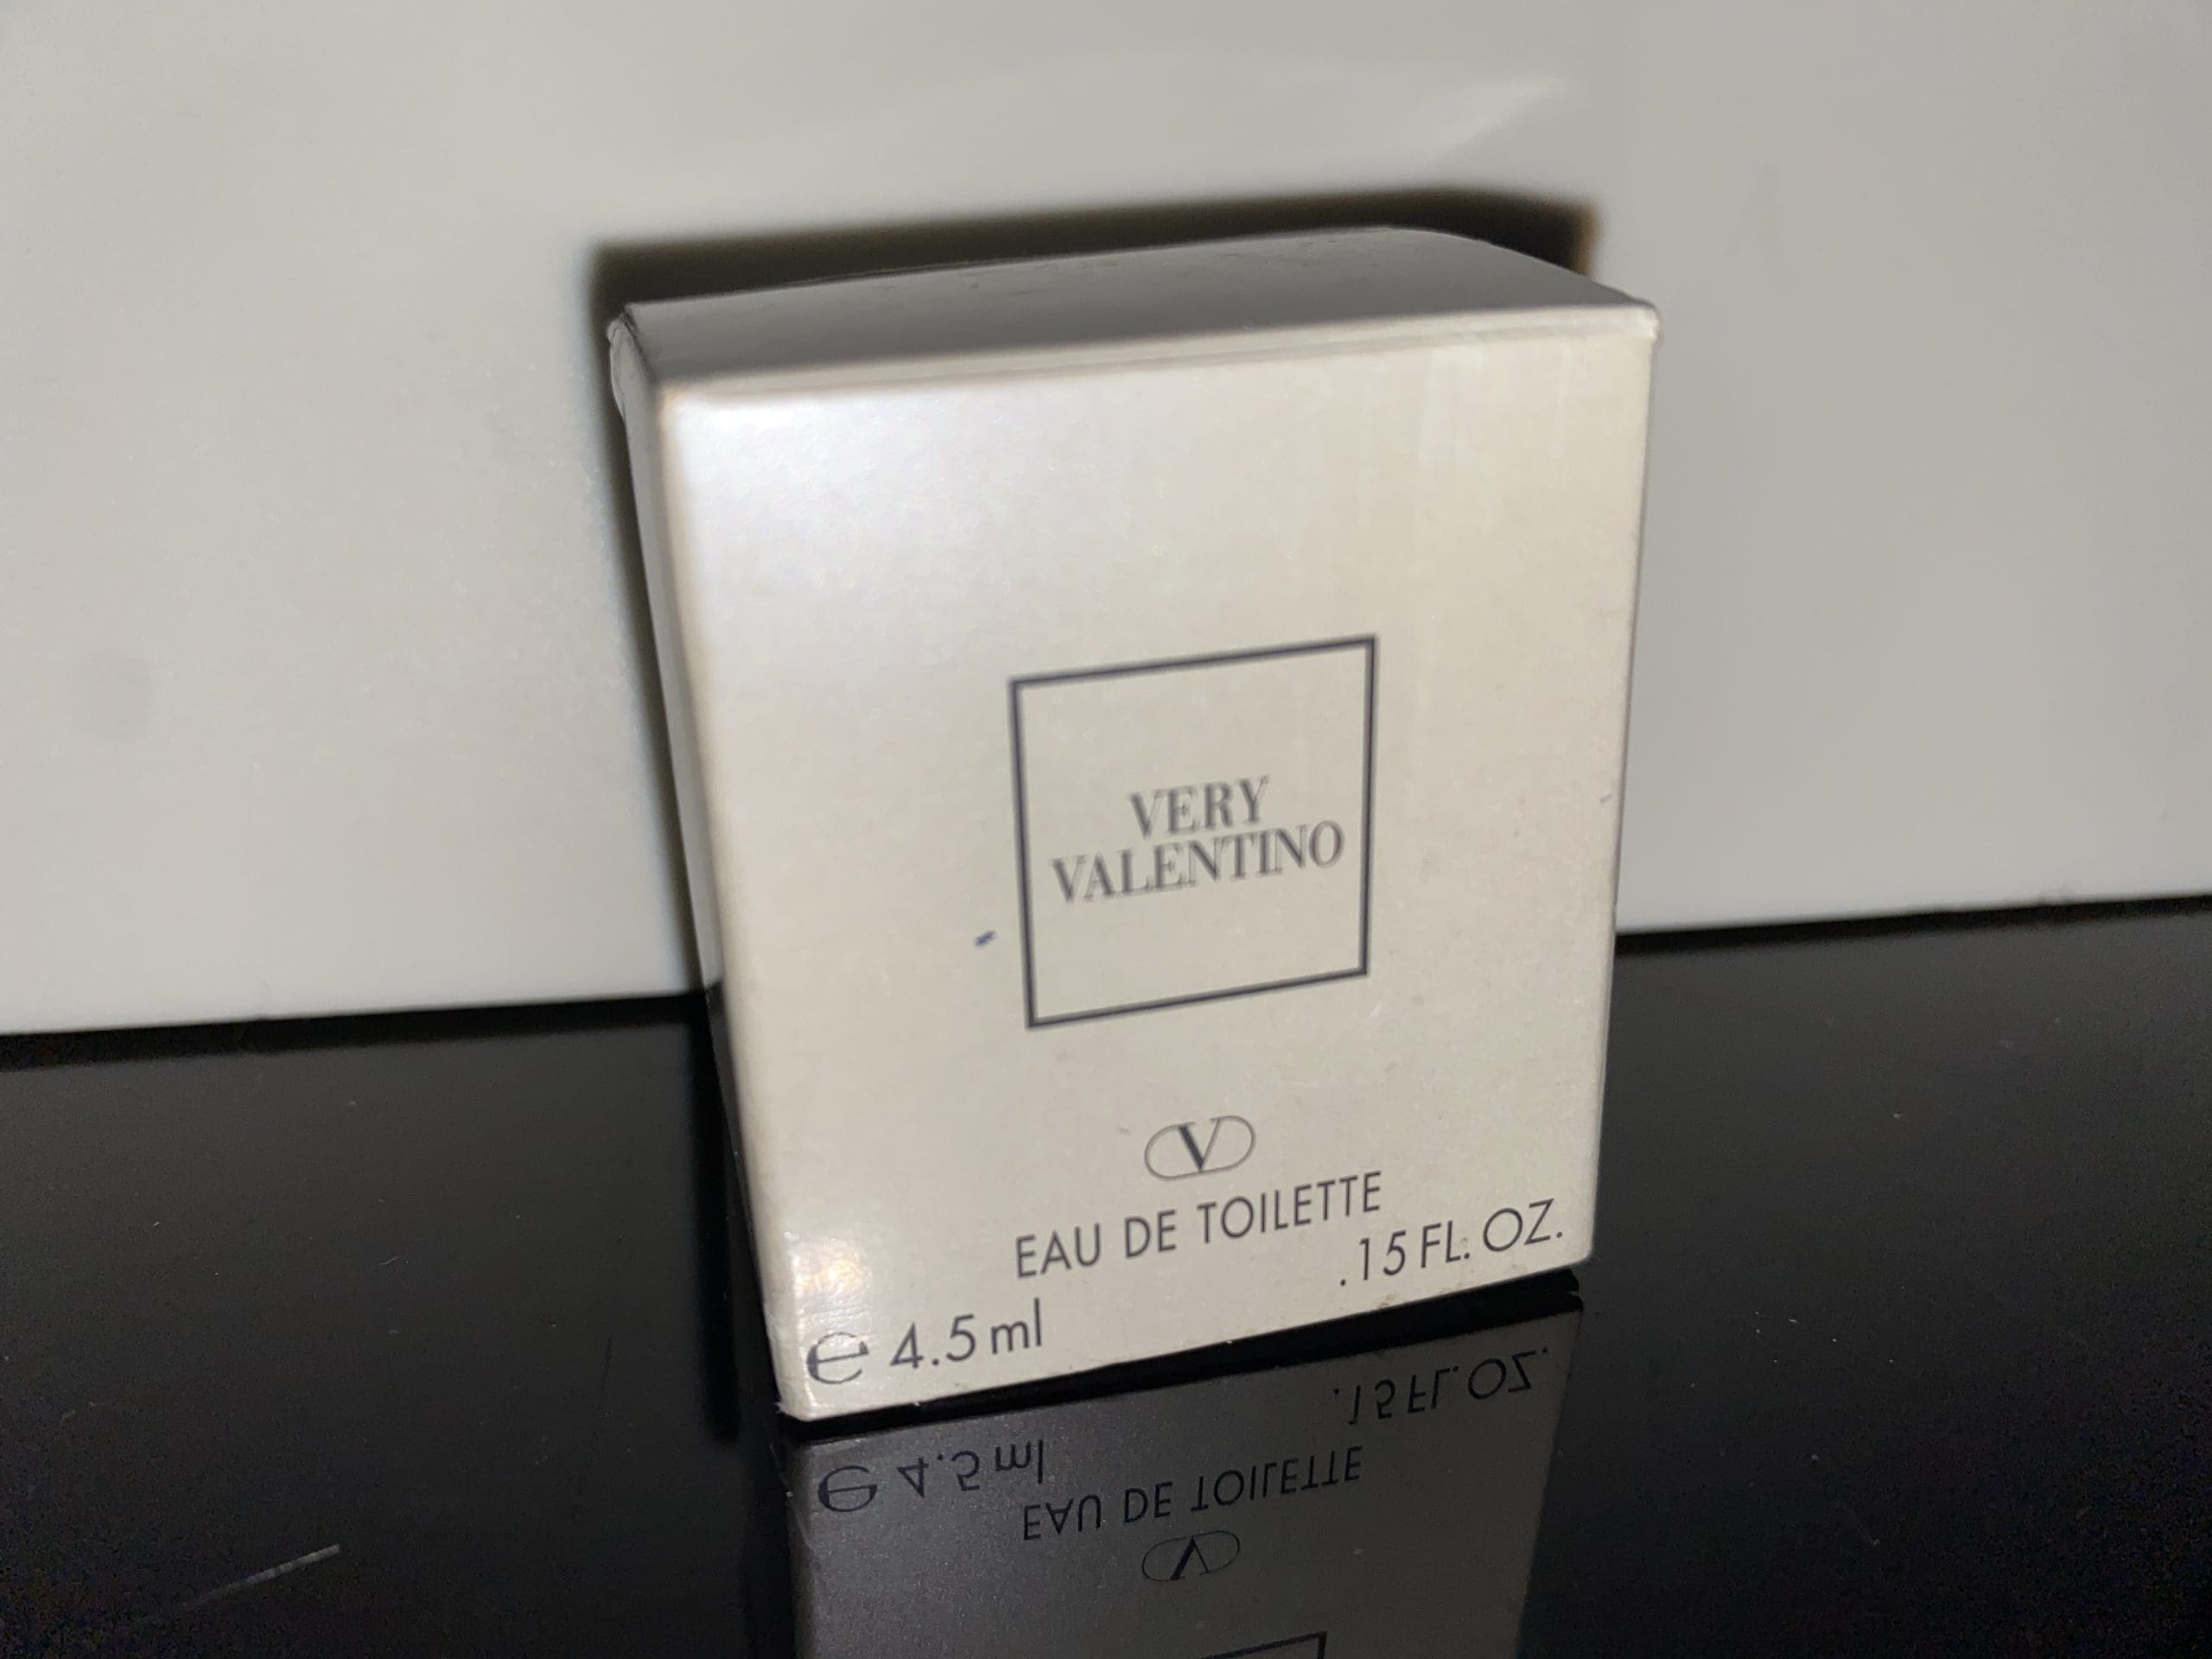 VERY
VALENTINO
V
EAU DE TOILETTE
.15 FL. OZ.
℮ 4.5 ml